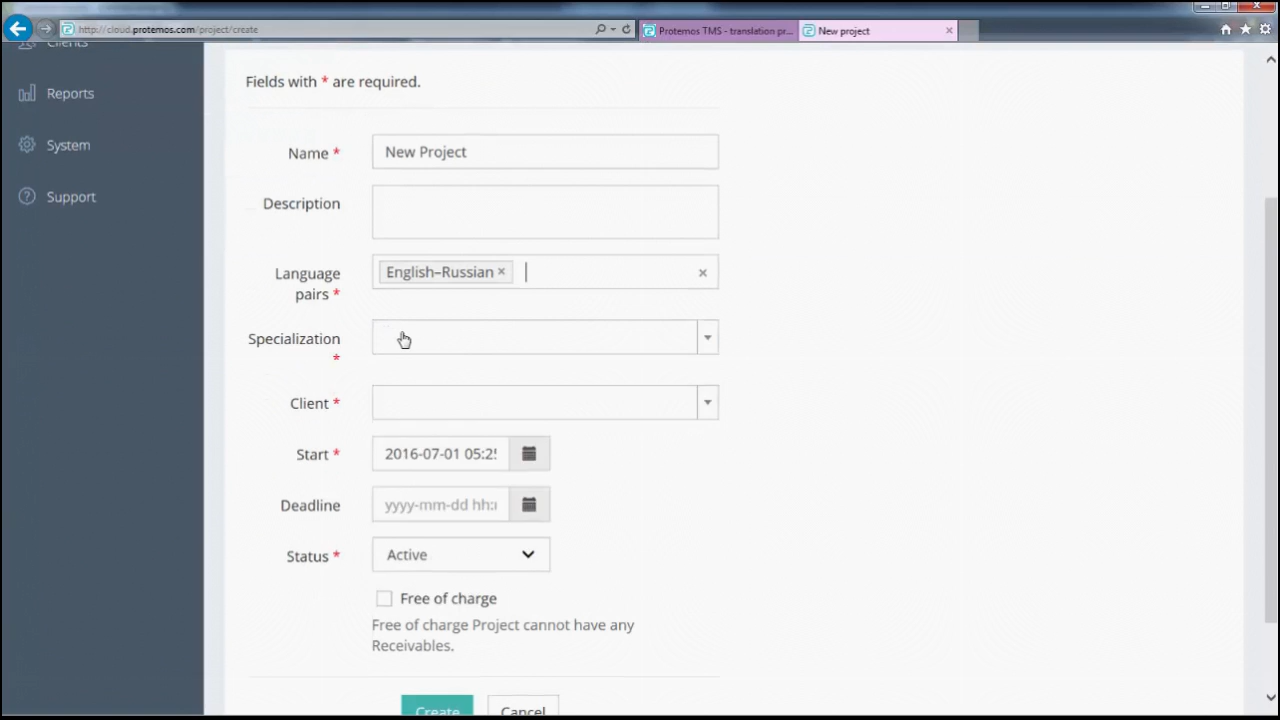 http://cloud.protemos.com/project/create
Protemos TMS - translation pr...
New project
Clients
Reports
System
Support
Fields with * are required.
Name *
New Project
Description
Language pairs *
English–Russian ×
Specialization *
Client *
Start *
2016-07-01 05:2
Deadline
yyyy-mm-dd hh:
Status *
Active
Free of charge
Free of charge Project cannot have any
Receivables.
Create
Cancel